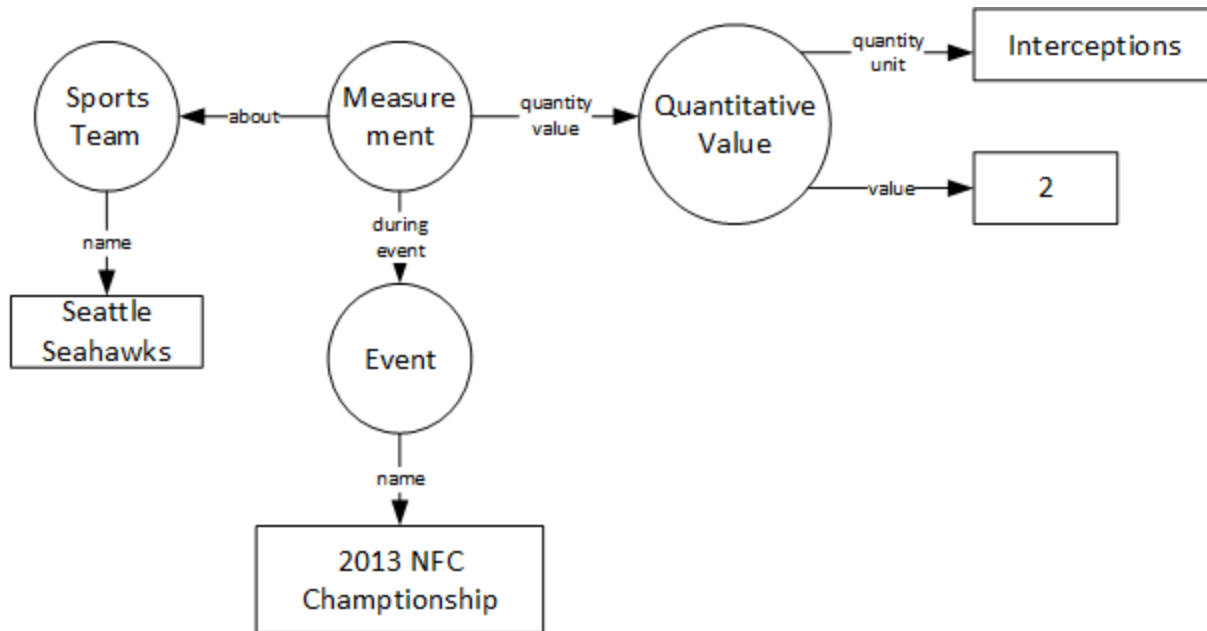 Sports
Team
about
Measure
ment
quantity
value
Quantitative
Value
quantity
unit
Interceptions
value
2
name
Seattle
Seahawks
during
event
Event
name
2013 NFC
Champtionship